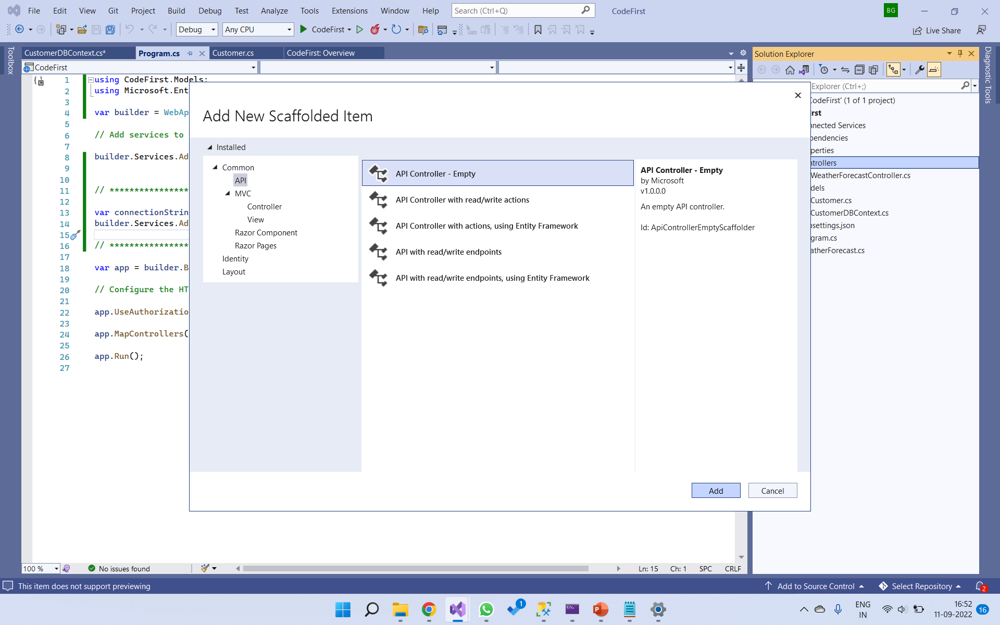 File Edit View Git Project Build Debug Test Analyze Tools Extensions Window Help Search (Ctrl+Q) CodeFirst BG
Debug Any CPU CodeFirst Live Share
Toolbox
CustomerDBContext.cs* Program.cs Customer.cs CodeFirst: Overview
CodeFirst
1 using CodeFirst.Models;
2 using Microsoft.Ent
3
4 var builder = WebAp
5
6 // Add services to
7
8 builder.Services.Ad
9
10
11 // ****************
12
13 var connectionStrin
14 builder.Services.Ad
15
16 // ****************
17
18 var app = builder.B
19
20 // Configure the HT
21
22 app.UseAuthorizatio
23
24 app.MapControllers(
25
26 app.Run();
27
Add New Scaffolded Item
Installed
Common
API
MVC
Controller
View
Razor Component
Razor Pages
Identity
Layout
API Controller - Empty
API Controller with read/write actions
API Controller with actions, using Entity Framework
API with read/write endpoints
API with read/write endpoints, using Entity Framework
API Controller - Empty
by Microsoft
v1.0.0.0
An empty API controller.
Id: ApiControllerEmptyScaffolder
Add Cancel
Solution Explorer
Explorer (Ctrl+;)
CodeFirst' (1 of 1 project)
rst
nnected Services
pendencies
perties
ntrollers
WeatherForecastController.cs
dels
Customer.cs
CustomerDBContext.cs
psettings.json
gram.cs
atherForecast.cs
Diagnostic Tools
100 % No issues found Ln: 15 Ch: 1 SPC CRLF
This item does not support previewing Add to Source Control Select Repository 2
1
ENG
IN
16:52
11-09-2022
16